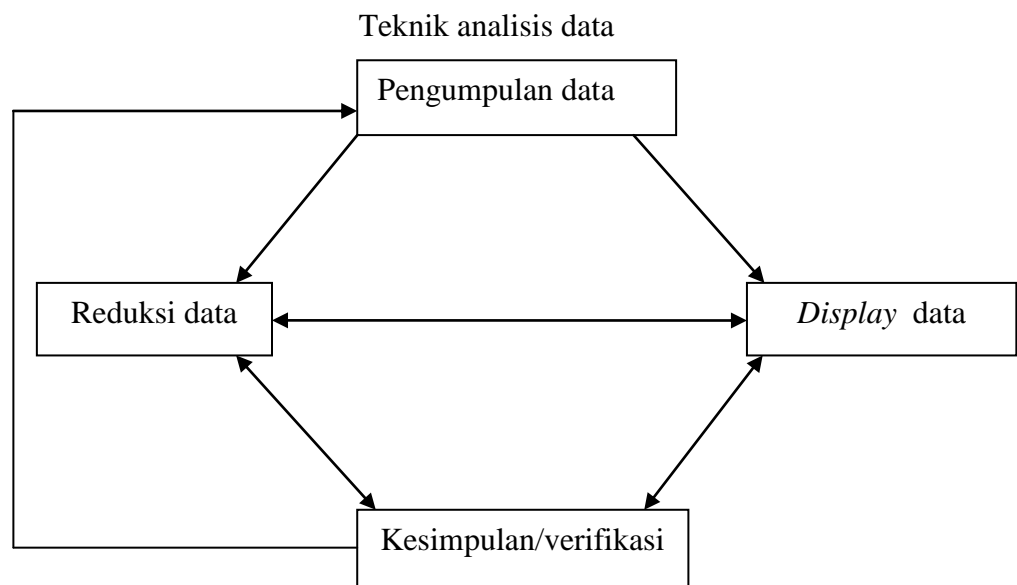 Teknik analisis data
Pengumpulan data
Reduksi data
Display data
Kesimpulan/verifikasi